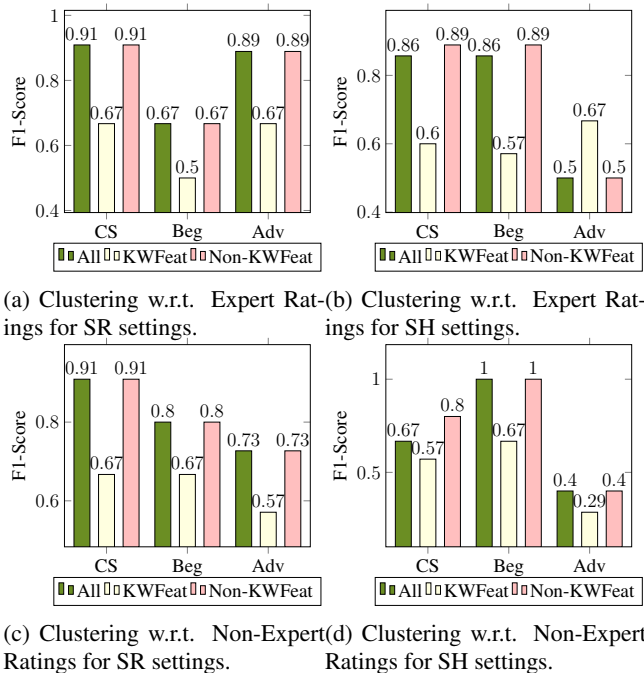 0.91 0.91
0.89 0.89
0.67 0.67 0.67 0.67
0.5
1
0.8
0.6
0.4
F1-Score
CS Beg Adv
All KWFeat Non-KWFeat
(a) Clustering w.r.t. Expert Rat-
ings for SR settings.
0.86 0.89 0.86 0.89
0.67
0.6 0.57
0.5 0.5
0.8
0.6
0.4
F1-Score
CS Beg Adv
All KWFeat Non-KWFeat
(b) Clustering w.r.t. Expert Rat-
ings for SH settings.
0.91 0.91
0.8 0.8
0.73 0.73
0.67 0.67
0.57
0.8
0.6
F1-Score
CS Beg Adv
All KWFeat Non-KWFeat
(c) Clustering w.r.t. Non-Expert
Ratings for SR settings.
1 1
0.8
0.67 0.67
0.57
0.4 0.4
0.29
1
0.5
F1-Score
CS Beg Adv
All KWFeat Non-KWFeat
(d) Clustering w.r.t. Non-Expert
Ratings for SH settings.